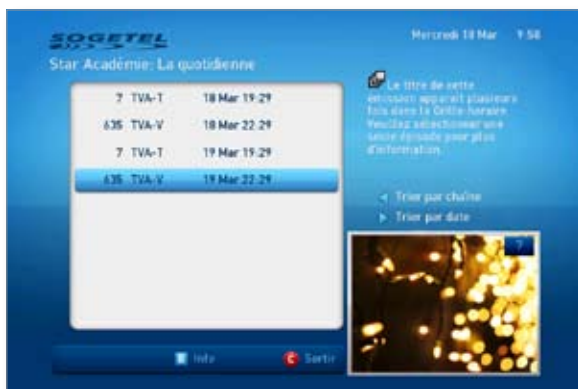 SOGETEL
Mercredi 18 Mar 9:58
Star Académie: La quotidienne
7 TVA-T 18 Mar 19:29
635 TVA-V 18 Mar 22:29
7 TVA-T 19 Mar 19:29
635 TVA-V 19 Mar 22:29
Le titre de cette
émission apparait plusieurs
fois dans la Grille-horaire.
Veuillez sélectionner une
seule épisode pour plus
d'information.
Trier par chaîne
Trier par date
7
Info
C Sortir